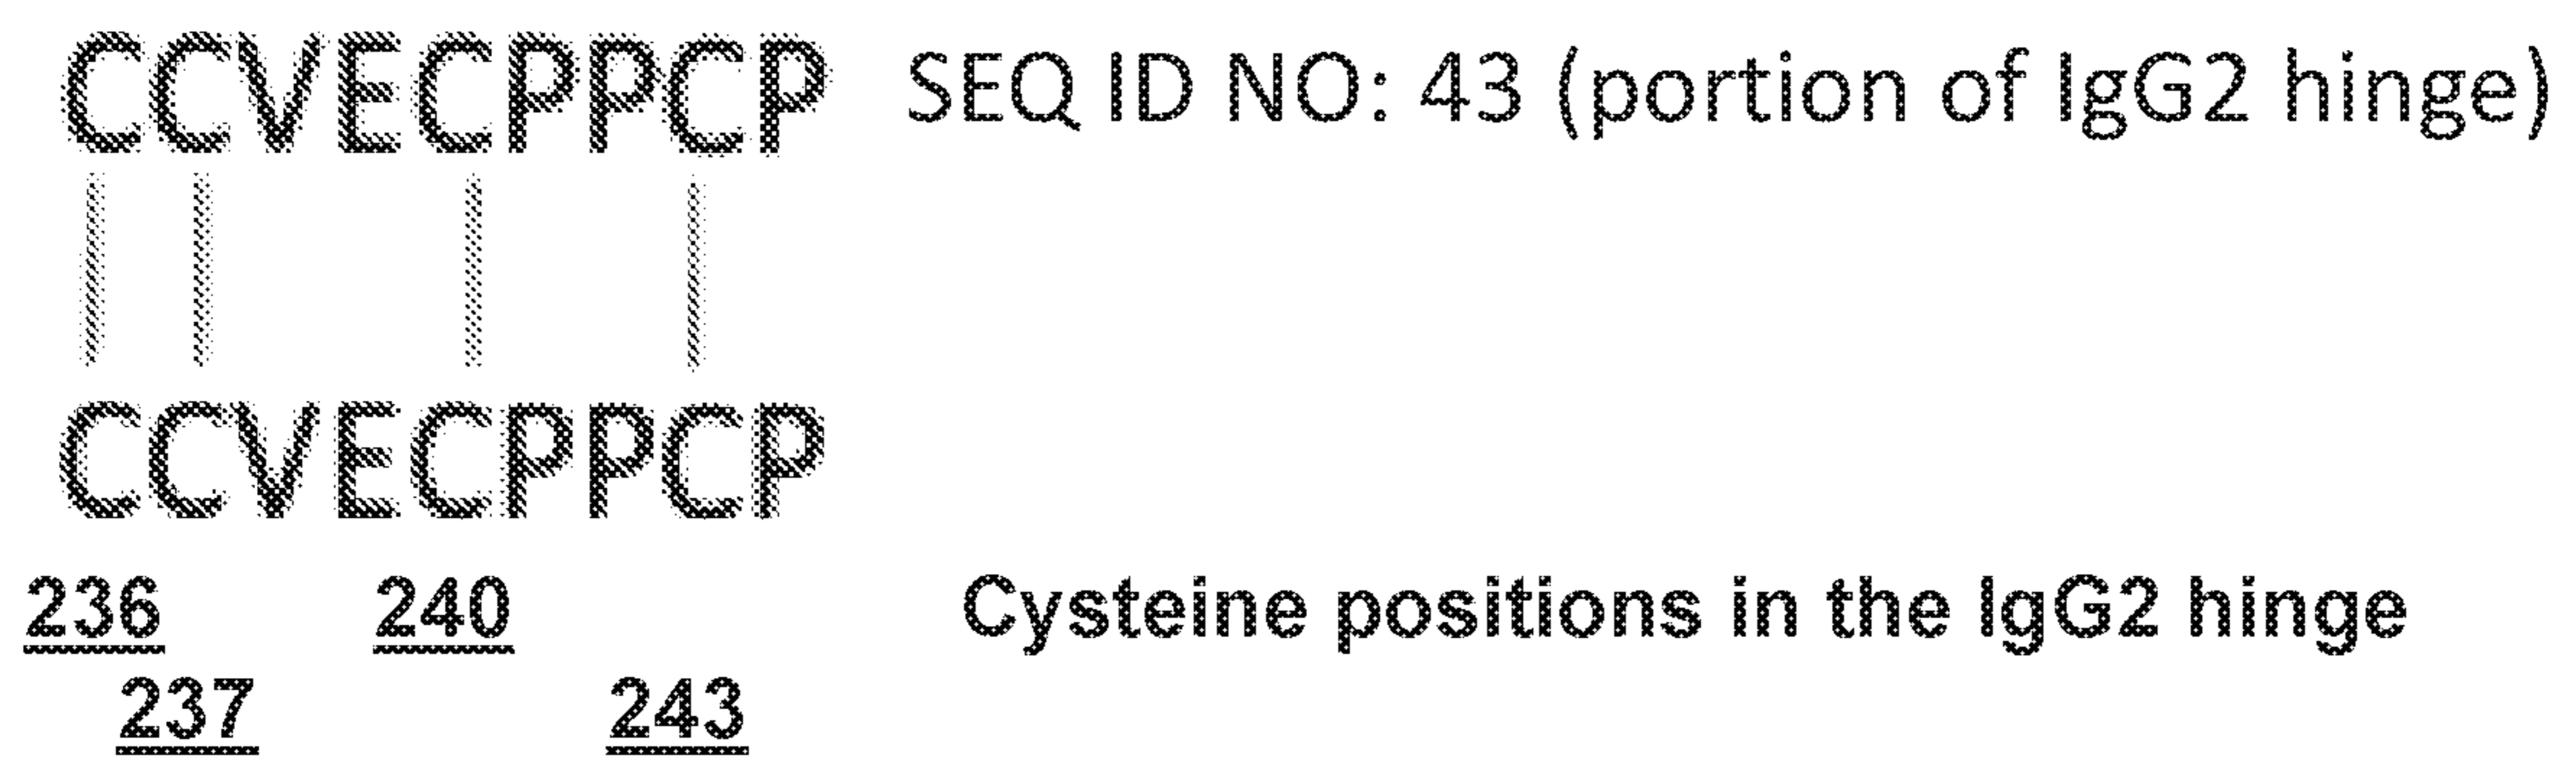 CCVECPPCP SEQ ID NO: 43 (portion of IgG2 hinge)
CCVECPPCP
236 240 Cysteine positions in the IgG2 hinge
237 243